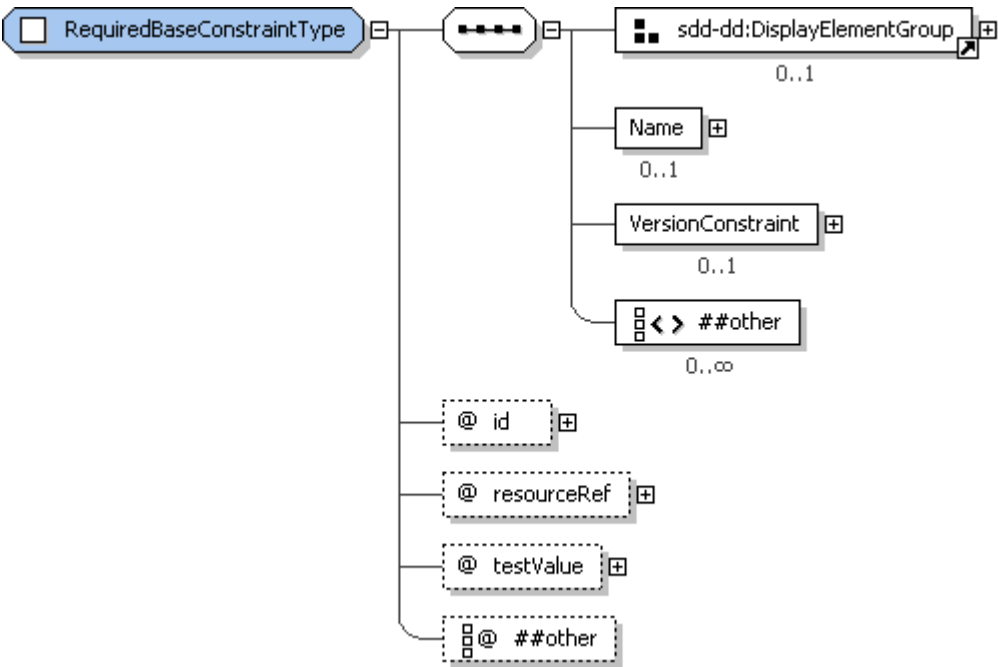 RequiredBaseConstraintType
sdd-dd:DisplayElementGroup
0..1
Name
0..1
VersionConstraint
0..1
##other
0..∞
@ id
@ resourceRef
@ testValue
@ ##other